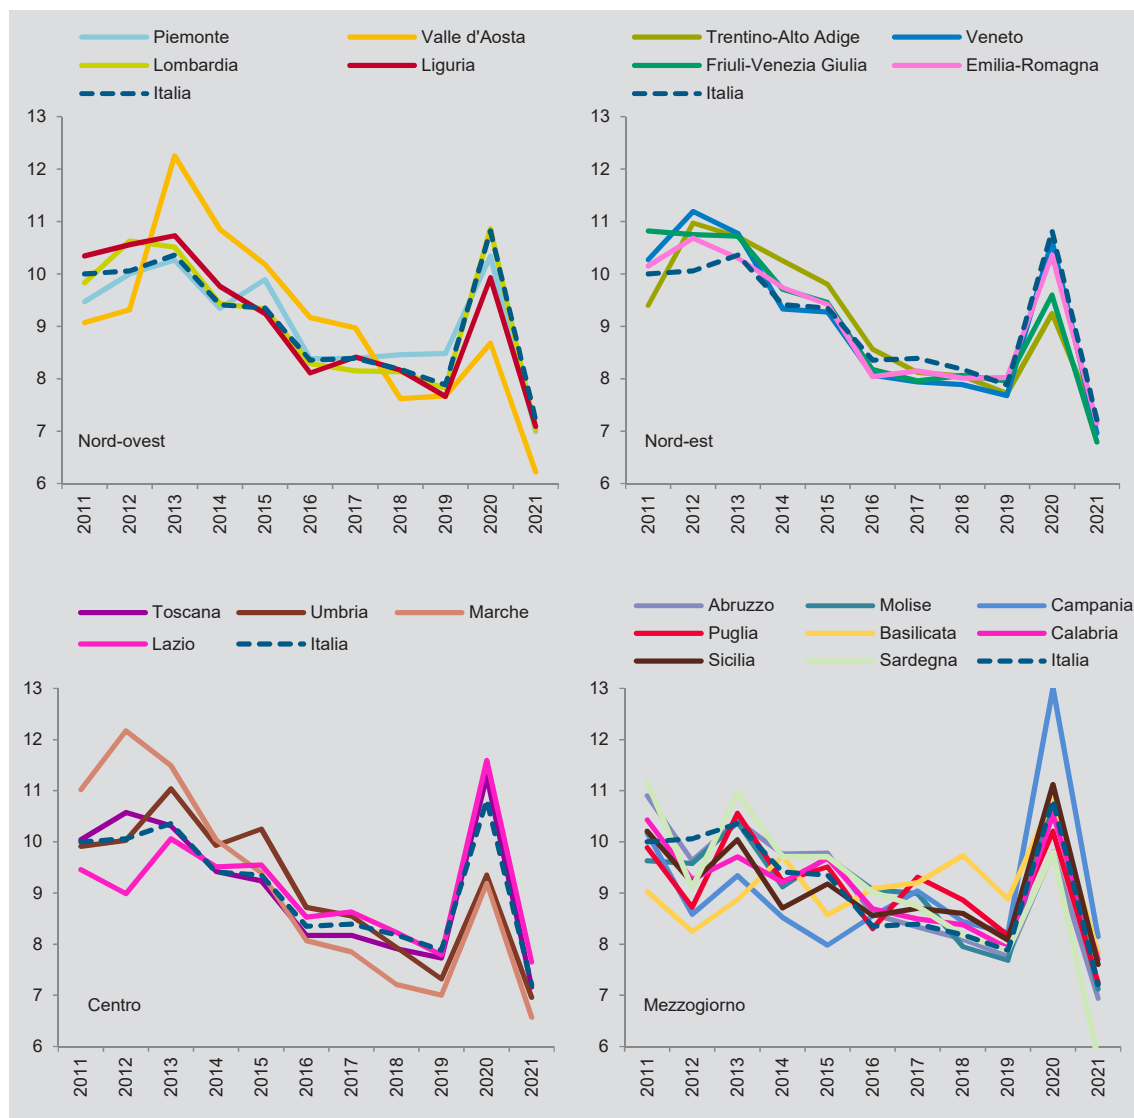 Piemonte Valle d'Aosta
Lombardia Liguria
Italia
13
12
11
10
9
8
7
6
Nord-ovest
2011 2012 2013 2014 2015 2016 2017 2018 2019 2020 2021
Trentino-Alto Adige Veneto
Friuli-Venezia Giulia Emilia-Romagna
Italia
13
12
11
10
9
8
7
6
Nord-est
2011 2012 2013 2014 2015 2016 2017 2018 2019 2020 2021
Toscana Umbria Marche
Lazio Italia
13
12
11
10
9
8
7
6
Centro
2011 2012 2013 2014 2015 2016 2017 2018 2019 2020 2021
Abruzzo Molise Campania
Puglia Basilicata Calabria
Sicilia Sardegna Italia
13
12
11
10
9
8
7
6
Mezzogiorno
2011 2012 2013 2014 2015 2016 2017 2018 2019 2020 2021